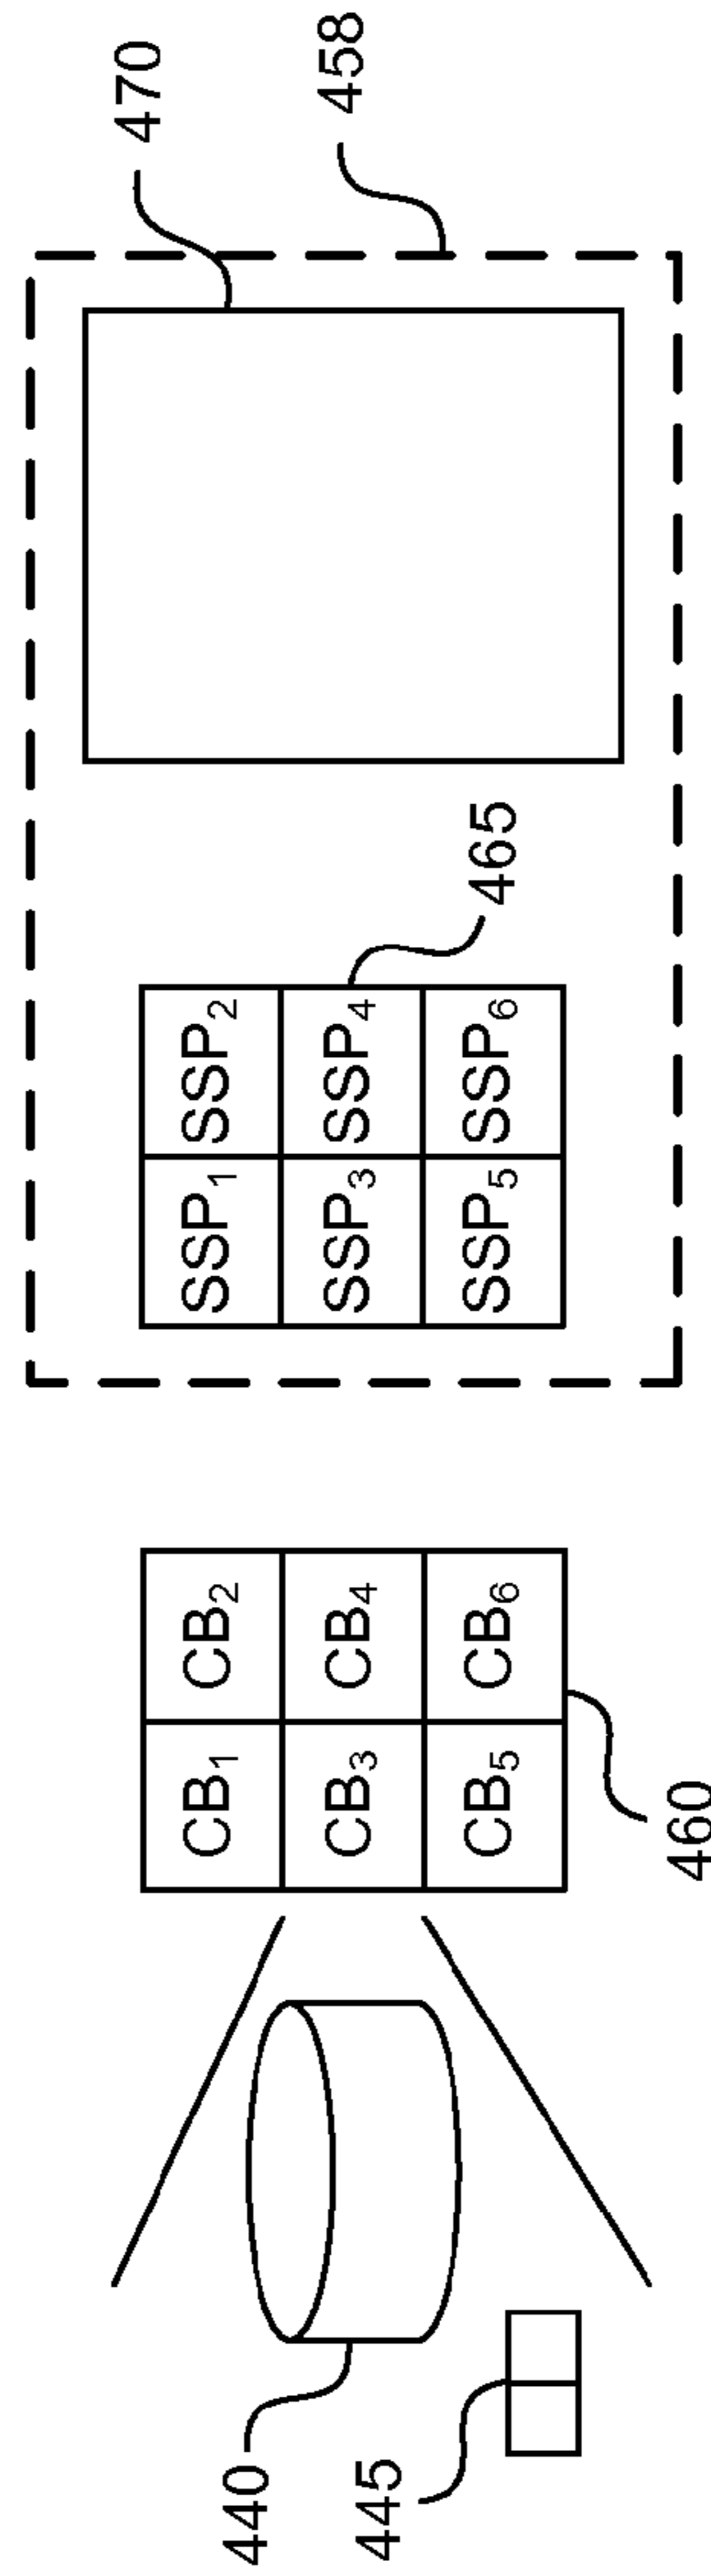 470
440
CB₁ CB₂
SSP₁ SSP₂
458
445
CB₃ CB₄
SSP₃ SSP₄
CB₅ CB₆
SSP₅ SSP₆
465
460